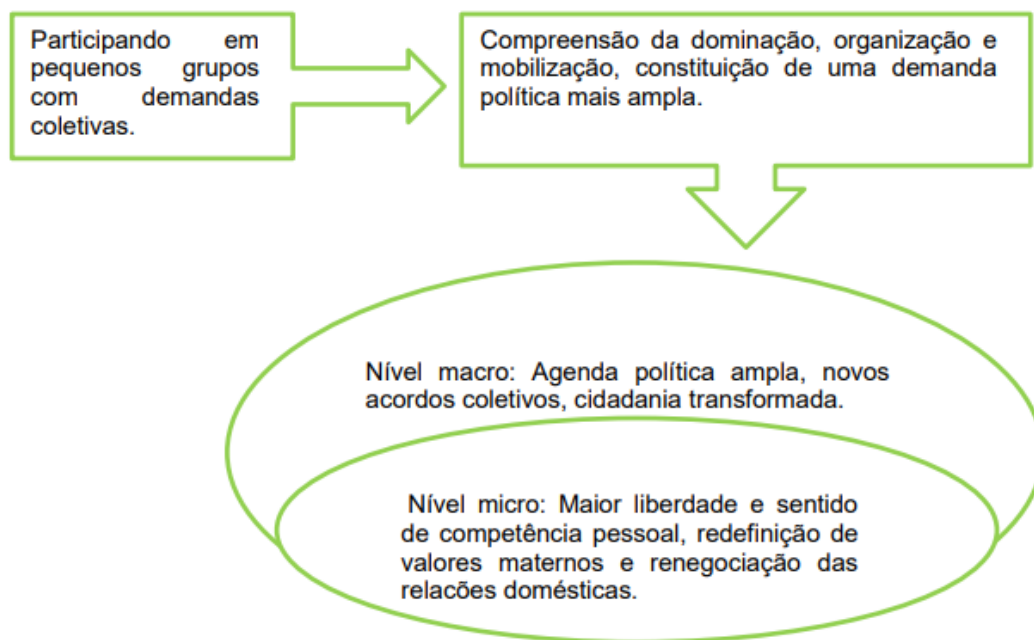 Participando em
pequenos grupos
com demandas
coletivas.
Compreensão da dominação, organização e
mobilização, constituição de uma demanda
política mais ampla.
Nível macro: Agenda política ampla, novos
acordos coletivos, cidadania transformada.
Nível micro: Maior liberdade e sentido
de competência pessoal, redefinição de
valores maternos e renegociação das
relacões domésticas.